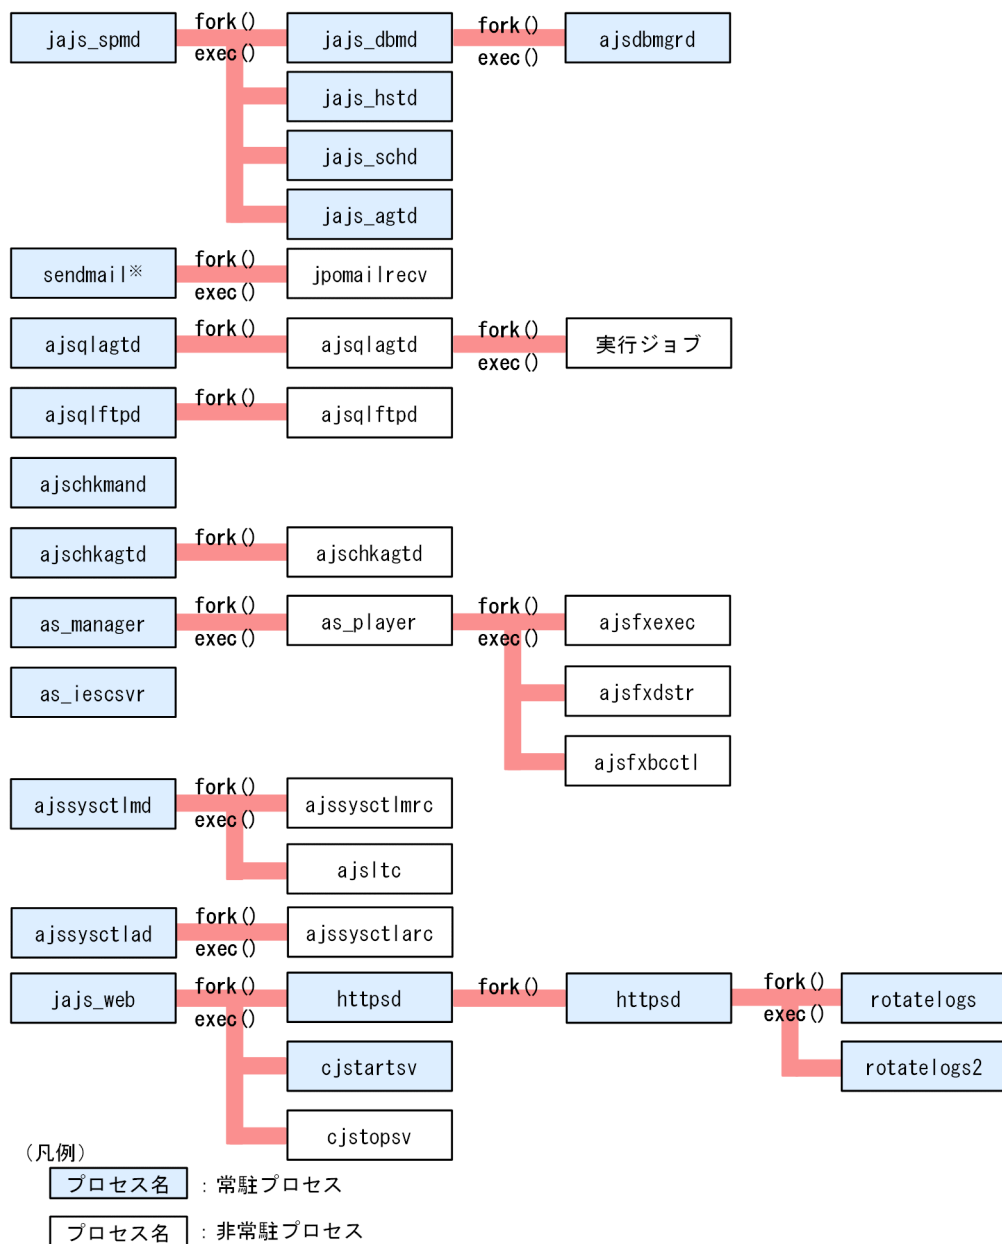 jajs_spmd fork() exec() jajs_dbmd fork() exec() ajsdbmgrd
jajs_hstd
jajs_schd
jajs_agtd
sendmail※ fork() exec() jpomailrecv
ajsqlagtd fork() ajsqlagtd fork() exec() 実行ジョブ
ajsqlftpd fork() ajsqlftpd
ajschkmand
ajschkagtd fork() ajschkagtd
as_manager fork() exec() as_player fork() exec() ajsfxexec
as_iescsvr ajsfxdstr
ajsfxbcctl
ajssysctlmd fork() exec() ajssysctlmrc
ajsltc
ajssysctlad fork() exec() ajssysctlarc
jajs_web fork() exec() httpsd fork() httpsd fork() exec() rotatelogs
cjstartsv rotatelogs2
cjstopsv
（凡例）
プロセス名 ：常駐プロセス
プロセス名 ：非常駐プロセス